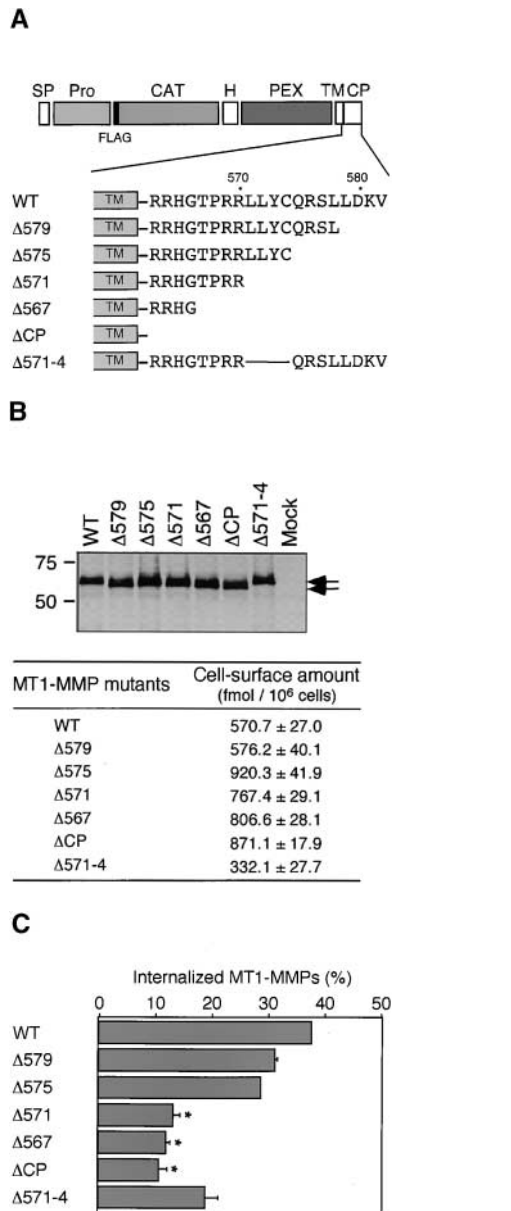 A
SP Pro CAT H PEX TM CP
FLAG
570 580
WT TM RRHGTPRRLLYCQRSLLDKV
Δ579 TM RRHGTPRRLLYCQRSL
Δ575 TM RRHGTPRRLLYC
Δ571 TM RRHGTPRR
Δ567 TM RRHG
ΔCP TM
Δ571-4 TM RRHGTPRR QRSLLDKV
B
WT Δ579 Δ575 Δ571 Δ567 ΔCP Δ571-4 Mock
75
50
MT1-MMP mutants Cell-surface amount
(fmol / 10⁶ cells)
WT 570.7 ± 27.0
Δ579 576.2 ± 40.1
Δ575 920.3 ± 41.9
Δ571 767.4 ± 29.1
Δ567 806.6 ± 28.1
ΔCP 871.1 ± 17.9
Δ571-4 332.1 ± 27.7
C
Internalized MT1-MMPs (%)
0 10 20 30 40 50
WT
Δ579
Δ575
Δ571 *
Δ567 *
ΔCP *
Δ571-4